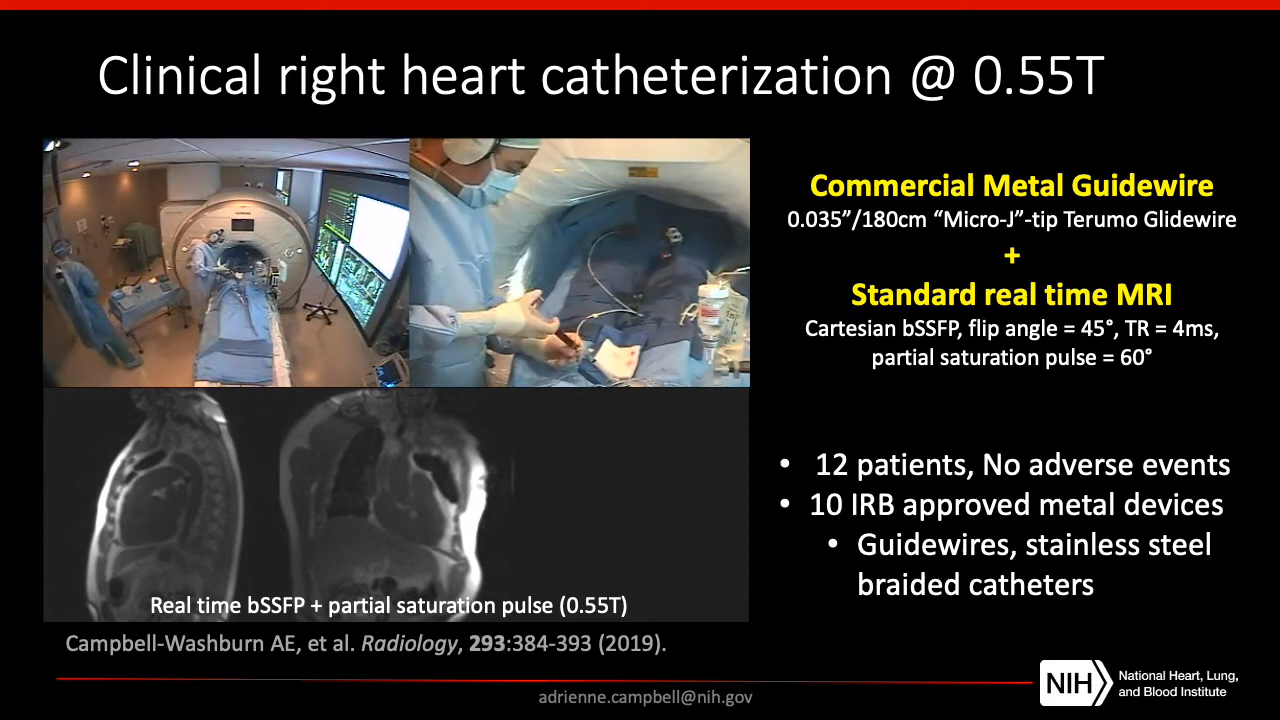 Clinical right heart catheterization @ 0.55T
Commercial Metal Guidewire
0.035”/180cm “Micro-J”-tip Terumo Glidewire
+
Standard real time MRI
Cartesian bSSFP, flip angle = 45°, TR = 4ms,
partial saturation pulse = 60°
• 12 patients, No adverse events
• 10 IRB approved metal devices
• Guidewires, stainless steel
braided catheters
Real time bSSFP + partial saturation pulse (0.55T)
Campbell-Washburn AE, et al. Radiology, 293:384-393 (2019).
adrienne.campbell@nih.gov
NIH
National Heart, Lung,
and Blood Institute